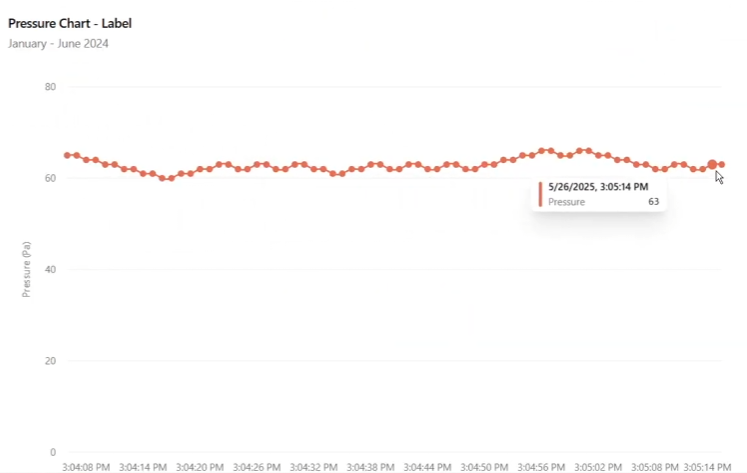 Pressure Chart - Label
January - June 2024
80
60
40
20
0
Pressure (Pa)
5/26/2025, 3:05:14 PM
Pressure 63
3:04:08 PM 3:04:14 PM 3:04:20 PM 3:04:26 PM 3:04:32 PM 3:04:38 PM 3:04:44 PM 3:04:50 PM 3:04:56 PM 3:05:02 PM 3:05:08 PM 3:05:14 PM